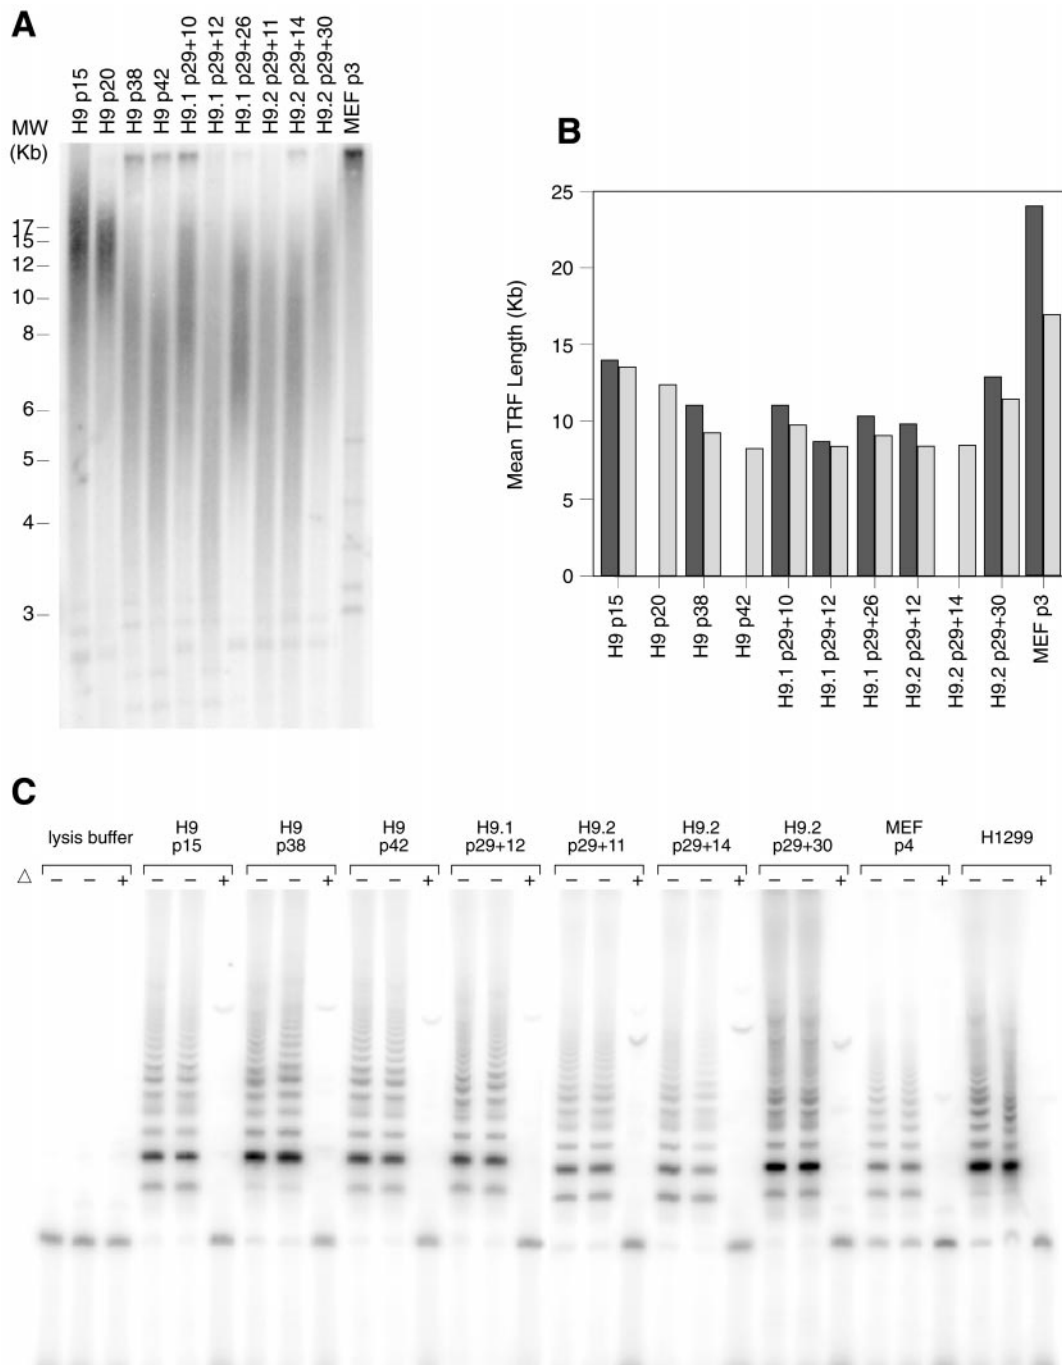 A
H9 p15
H9 p20
H9 p38
H9 p42
H9.1 p29+10
H9.1 p29+12
H9.1 p29+26
H9.2 p29+11
H9.2 p29+14
H9.2 p29+30
MEF p3
MW
(Kb)
17
15
12
10
8
6
5
4
3
B
Mean TRF Length (Kb)
25
20
15
10
5
0
H9 p15
H9 p20
H9 p38
H9 p42
H9.1 p29+10
H9.1 p29+12
H9.1 p29+26
H9.2 p29+12
H9.2 p29+14
H9.2 p29+30
MEF p3
C
lysis buffer H9 H9 H9 H9.1 H9.2 H9.2 H9.2 MEF H1299
p15 p38 p42 p29+12 p29+11 p29+14 p29+30 p4
△ – – + – – + – – + – – + – – + – – + – – + – – + – – + – – +